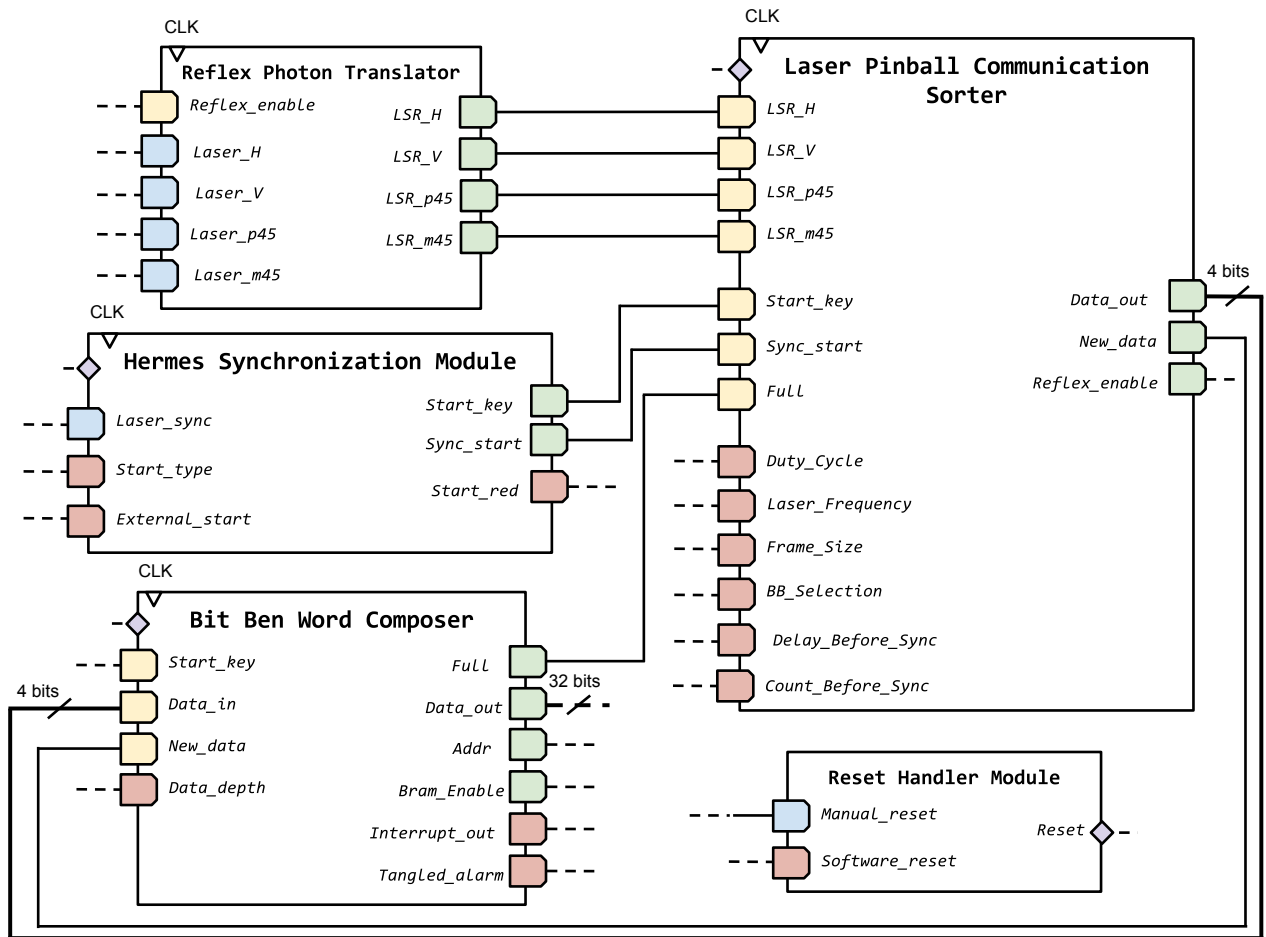 CLK
Reflex Photon Translator
Reflex_enable
Laser_H
Laser_V
Laser_p45
Laser_m45
LSR_H
LSR_V
LSR_p45
LSR_m45
CLK
Hermes Synchronization Module
Laser_sync
Start_type
External_start
Start_key
Sync_start
Start_red
CLK
Bit Ben Word Composer
4 bits
Start_key
Data_in
New_data
Data_depth
Full
32 bits
Data_out
Addr
Bram_Enable
Interrupt_out
Tangled_alarm
CLK
Laser Pinball Communication
Sorter
LSR_H
LSR_V
LSR_p45
LSR_m45
Start_key
Sync_start
Full
Duty_Cycle
Laser_Frequency
Frame_Size
BB_Selection
Delay_Before_Sync
Count_Before_Sync
4 bits
Data_out
New_data
Reflex_enable
Reset Handler Module
Manual_reset
Software_reset
Reset